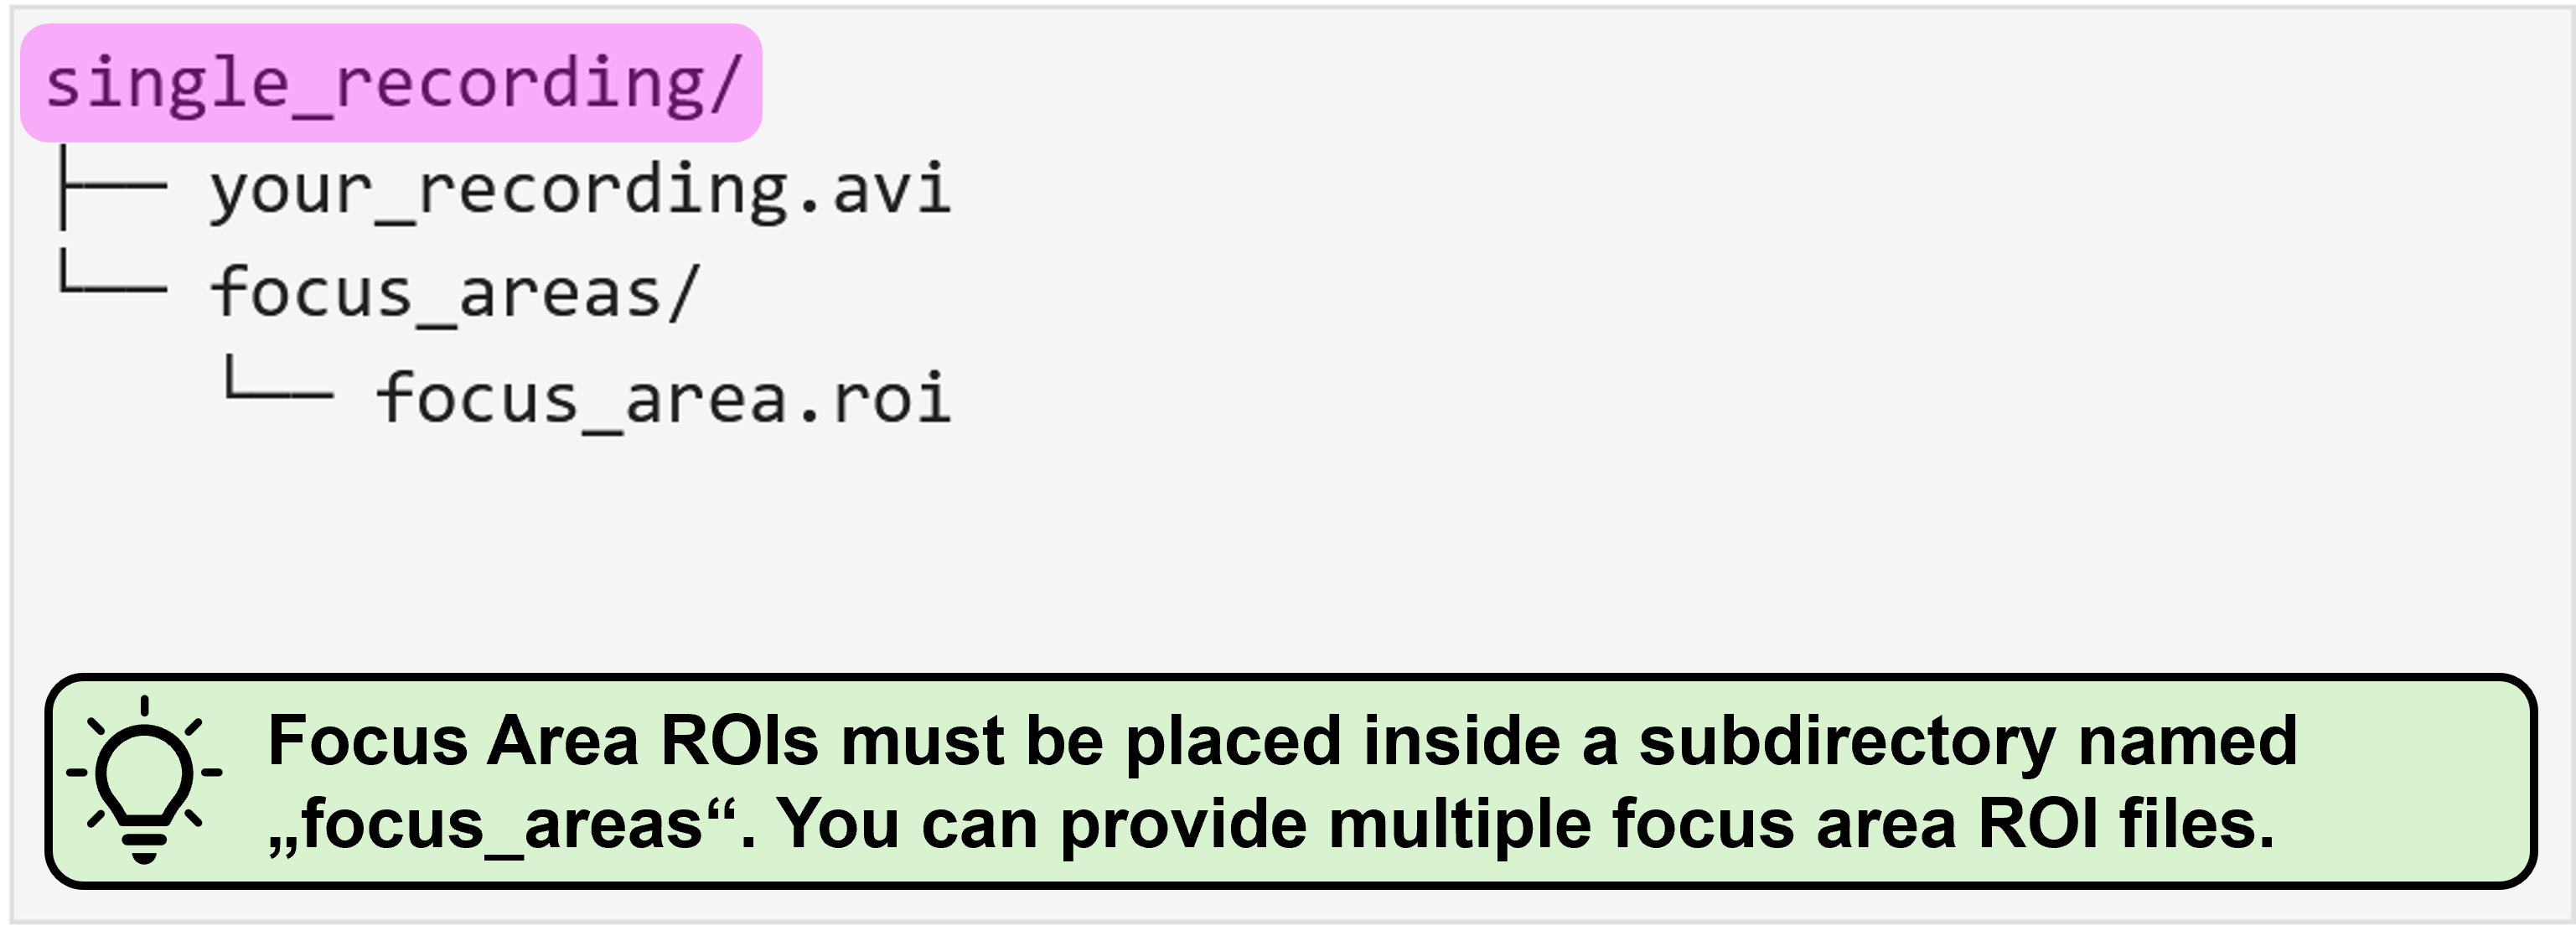 single_recording/
├── your_recording.avi
└── focus_areas/
    └── focus_area.roi
Focus Area ROIs must be placed inside a subdirectory named
„focus_areas“. You can provide multiple focus area ROI files.